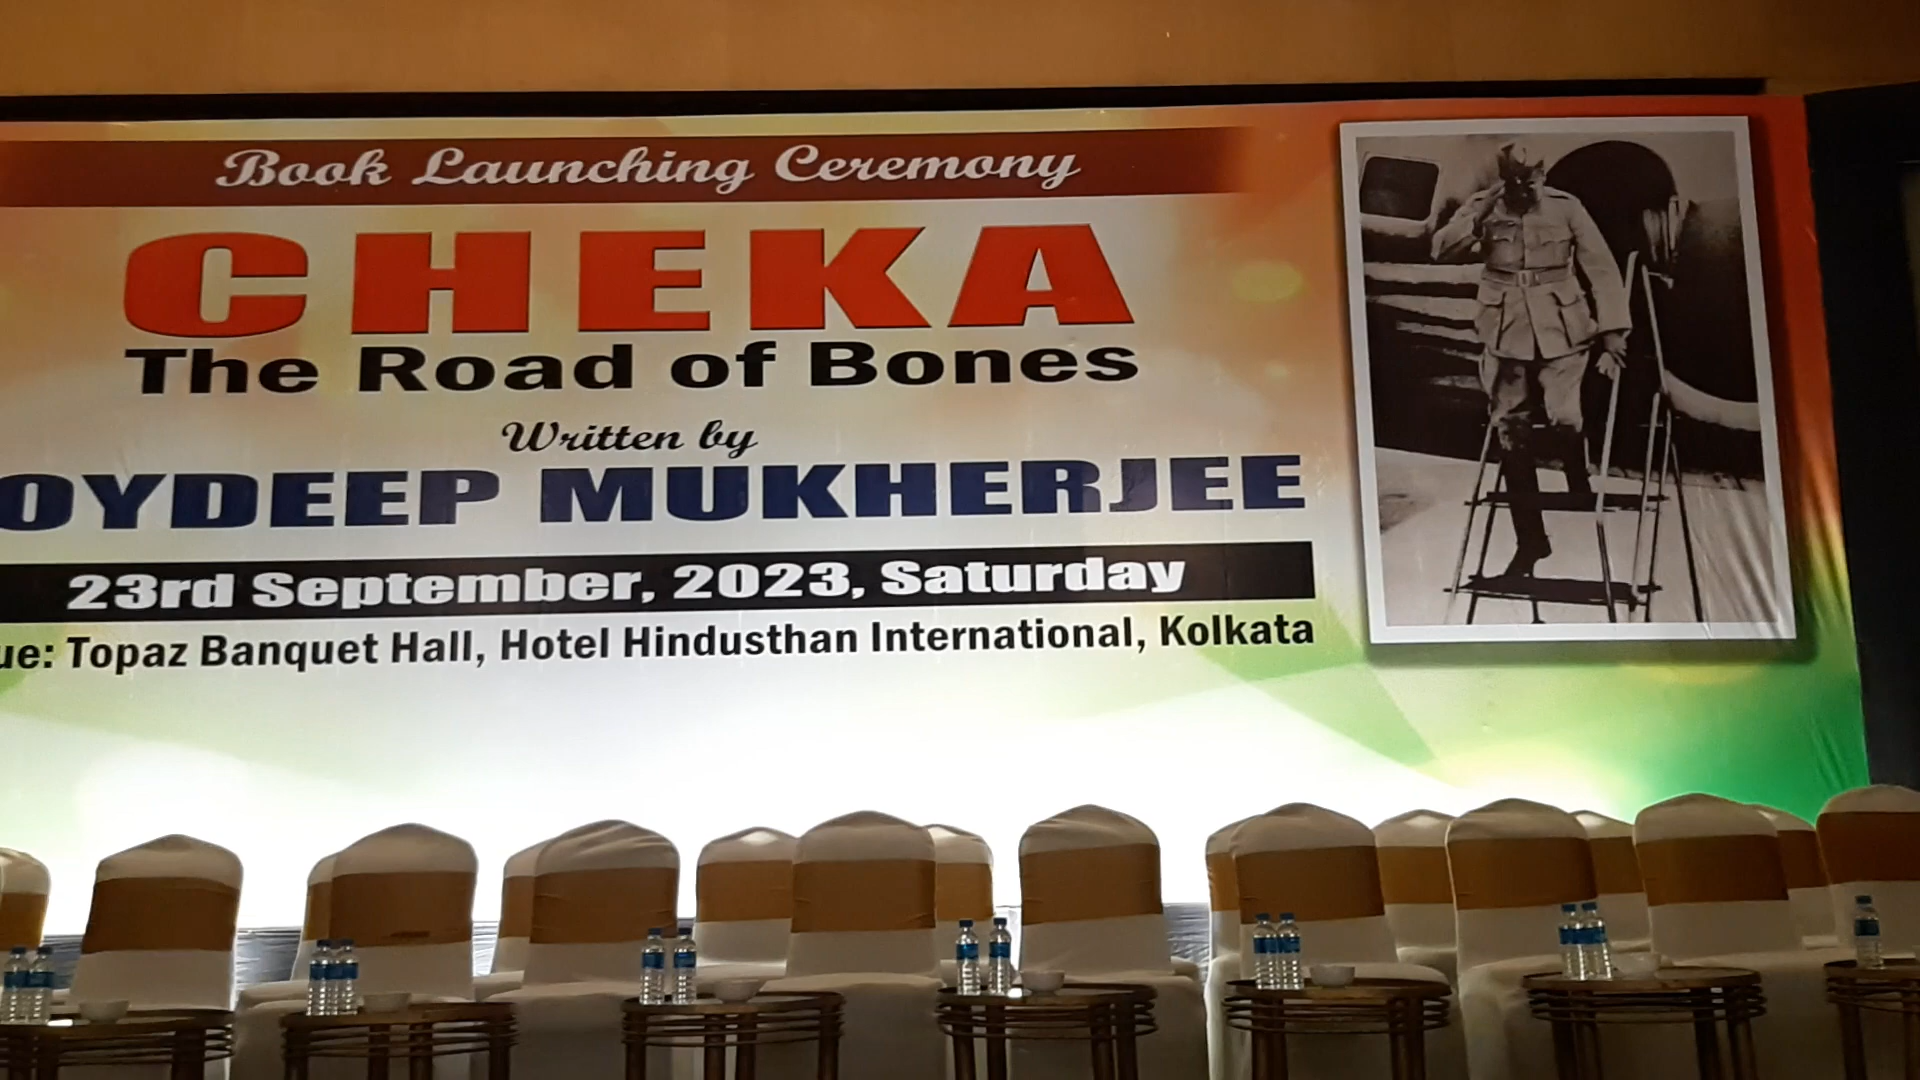 Book Launching Ceremony
CHEKA
The Road of Bones
Written by
OYDEEP MUKHERJEE
23rd September, 2023, Saturday
ue: Topaz Banquet Hall, Hotel Hindusthan International, Kolkata